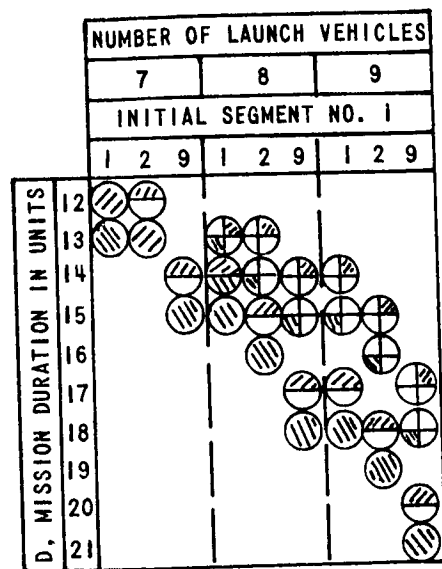 NUMBER OF LAUNCH VEHICLES
7 8 9
INITIAL SEGMENT NO. i
1 2 9 1 2 9 1 2 9
D, MISSION DURATION IN UNITS
12
13
14
15
16
17
18
19
20
21